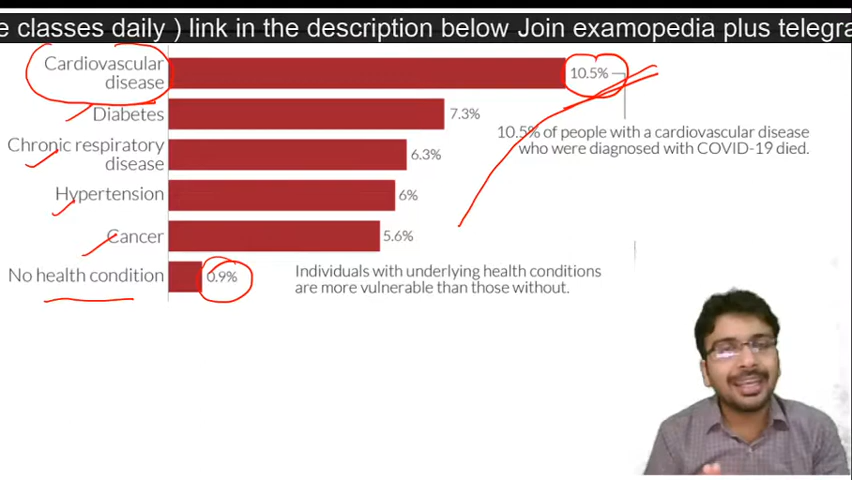 e classes daily ) link in the description below Join examopedia plus telegra
Cardiovascular
disease
10.5%
Diabetes
7.3%
10.5% of people with a cardiovascular disease
who were diagnosed with COVID-19 died.
Chronic respiratory
disease
6.3%
Hypertension
6%
Cancer
5.6%
No health condition
0.9%
Individuals with underlying health conditions
are more vulnerable than those without.